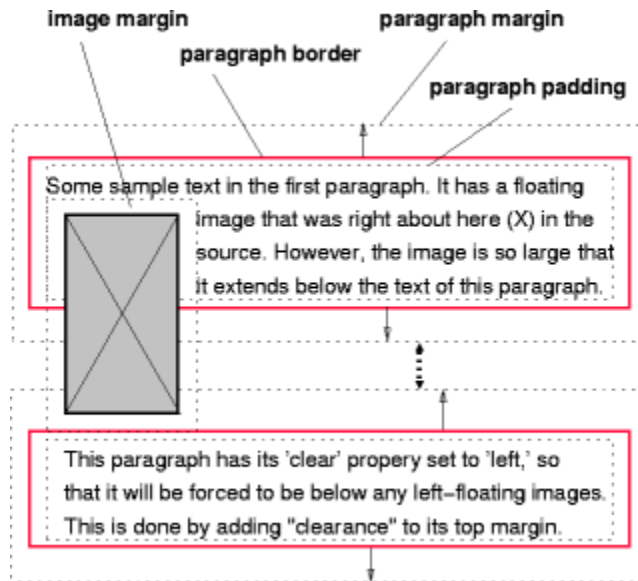 image margin
paragraph margin
paragraph border
paragraph padding
Some sample text in the first paragraph. It has a floating
image that was right about here (X) in the
source. However, the image is so large that
it extends below the text of this paragraph.
This paragraph has its 'clear' propery set to 'left,' so
that it will be forced to be below any left-floating images.
This is done by adding "clearance" to its top margin.